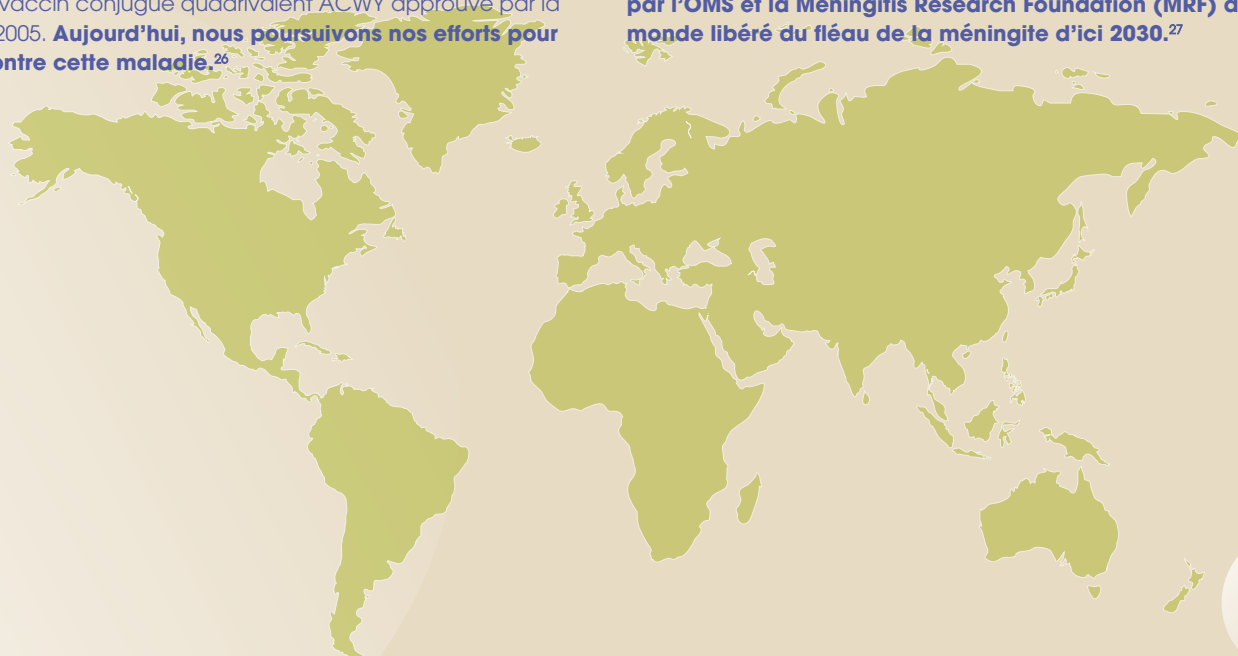 vaccin conjugué quadrivalent ACWY approuvé par la
2005. Aujourd'hui, nous poursuivons nos efforts pour
ontre cette maladie.²⁶
par l'OMS et la Meningitis Research Foundation (MRF) d
monde libéré du fléau de la méningite d'ici 2030.²⁷